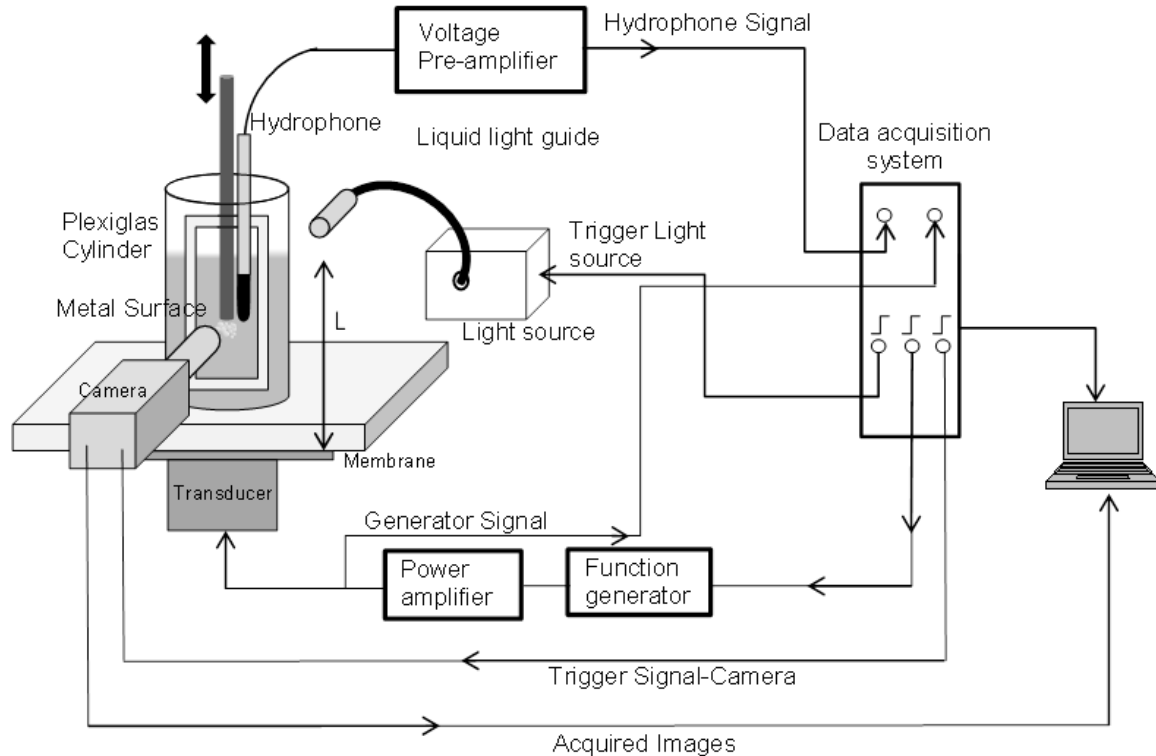 Voltage
Pre-amplifier
Hydrophone Signal
Hydrophone
Liquid light guide
Data acquisition
system
Plexiglas
Cylinder
Trigger Light
source
Metal Surface
L
Light source
Camera
Membrane
Transducer
Generator Signal
Power
amplifier
Function
generator
Trigger Signal-Camera
Acquired Images